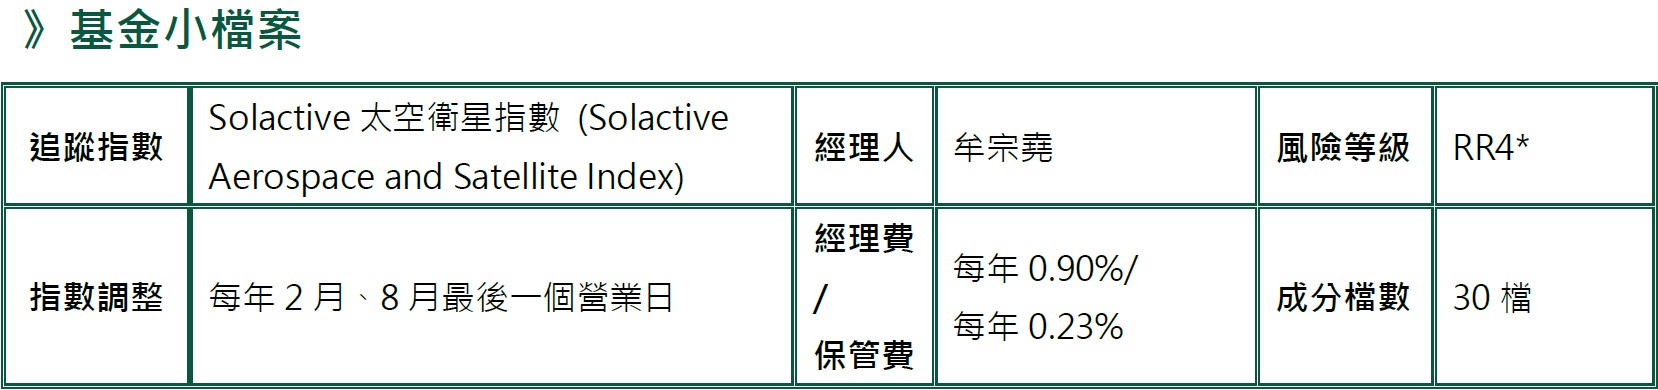 》基金小檔案
追蹤指數
Solactive 太空衛星指數 (Solactive
Aerospace and Satellite Index)
經理人
牟宗堯
風險等級
RR4*
指數調整
每年 2 月、8 月最後一個營業日
經理費
/
保管費
每年 0.90%/
每年 0.23%
成分檔數
30 檔